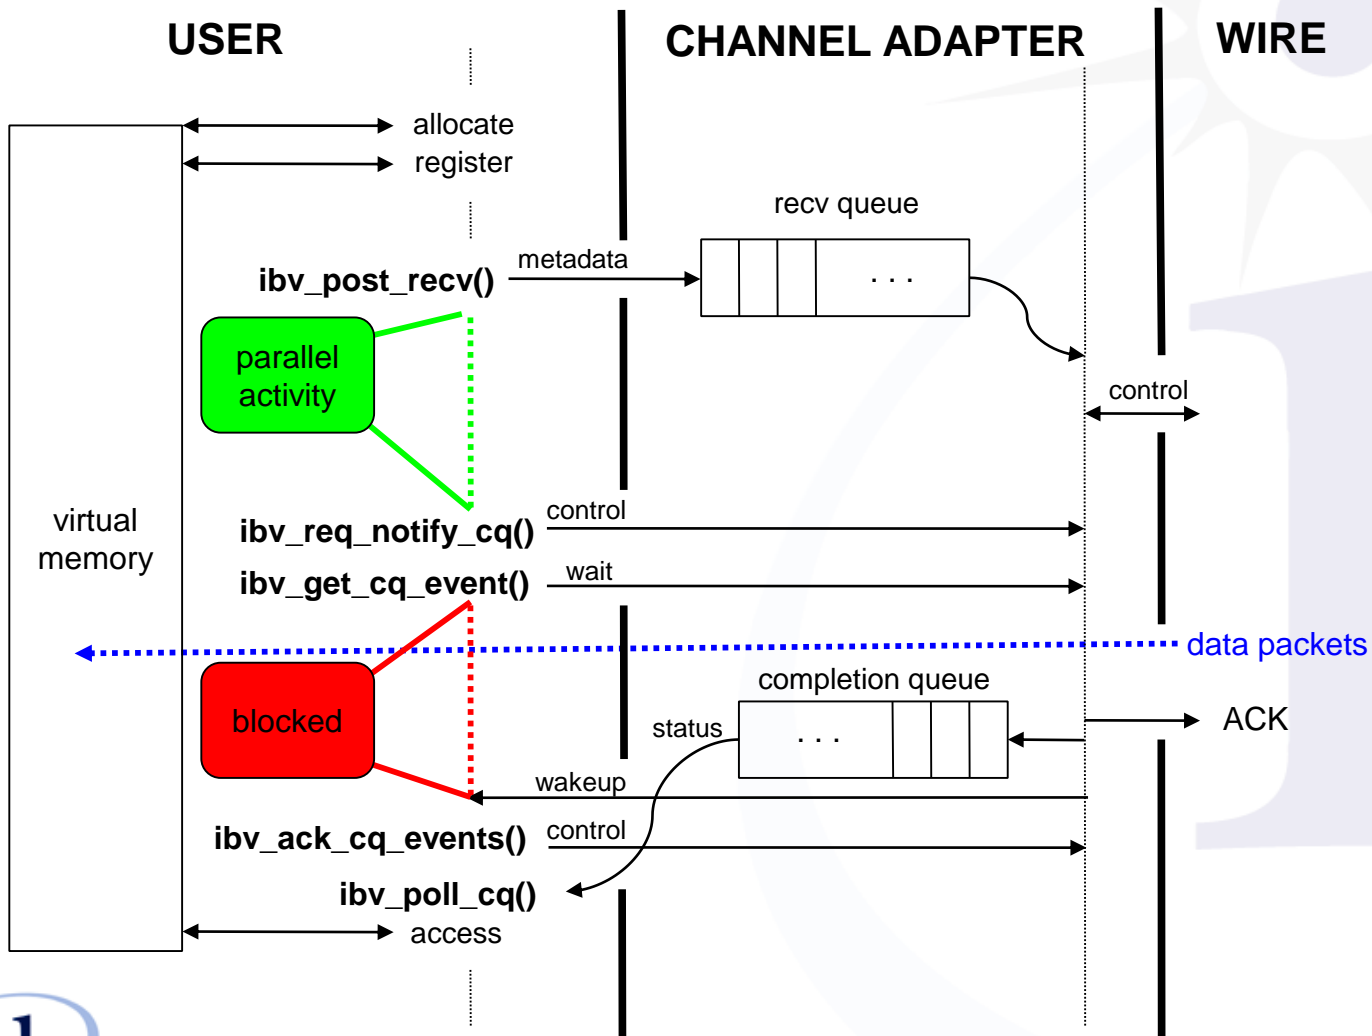 USER
CHANNEL ADAPTER
WIRE
allocate
register
recv queue
metadata
ibv_post_recv()
. . .
parallel
activity
control
virtual
memory
control
ibv_req_notify_cq()
wait
ibv_get_cq_event()
data packets
completion queue
blocked
status
. . .
ACK
wakeup
control
ibv_ack_cq_events()
ibv_poll_cq()
access